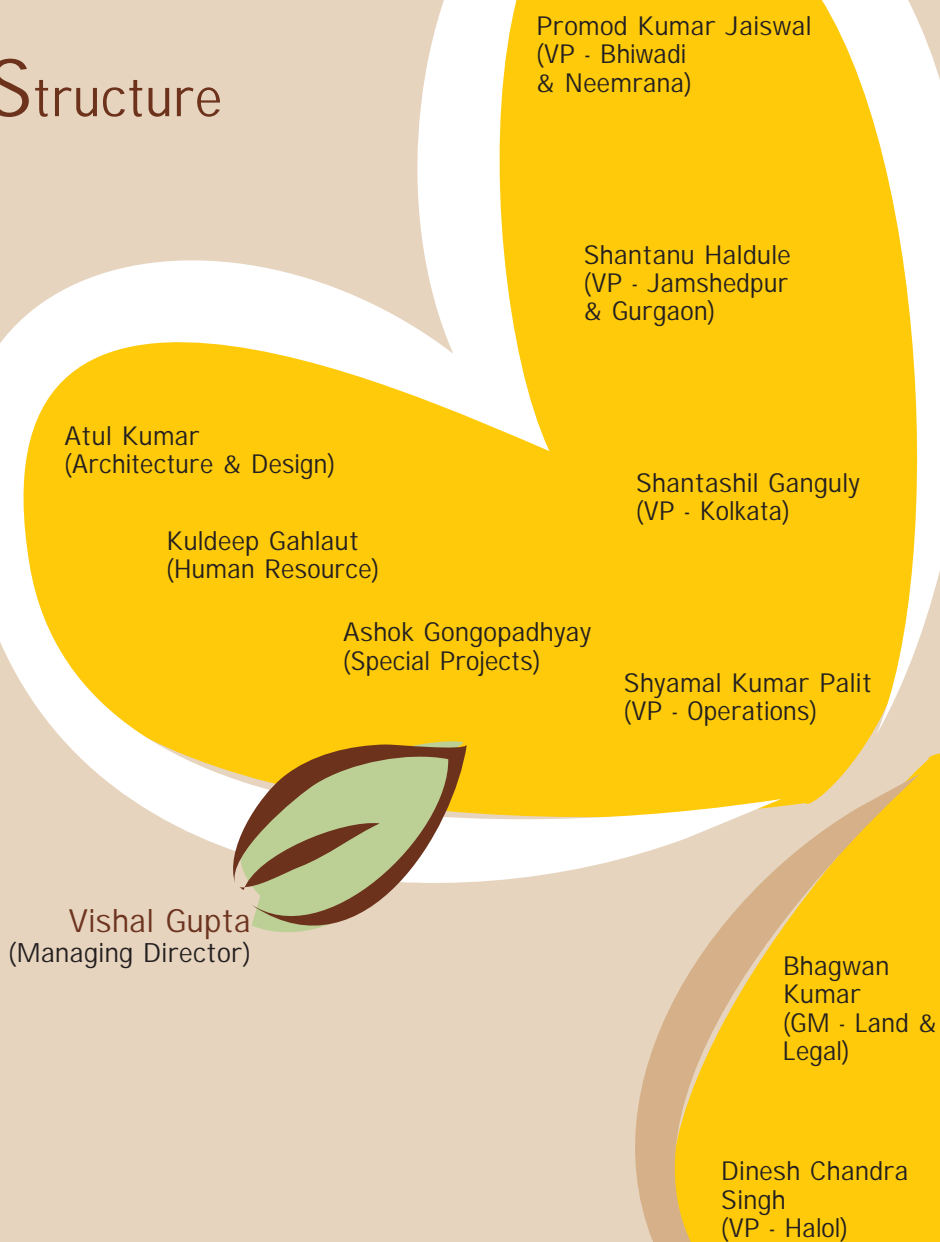 Promod Kumar Jaiswal
(VP - Bhiwadi
& Neemrana)
Structure
Shantanu Haldule
(VP - Jamshedpur
& Gurgaon)
Atul Kumar
(Architecture & Design)
Shantashil Ganguly
(VP - Kolkata)
Kuldeep Gahlaut
(Human Resource)
Ashok Gongopadhyay
(Special Projects)
Shyamal Kumar Palit
(VP - Operations)
Vishal Gupta
(Managing Director)
Bhagwan
Kumar
(GM - Land &
Legal)
Dinesh Chandra
Singh
(VP - Halol)